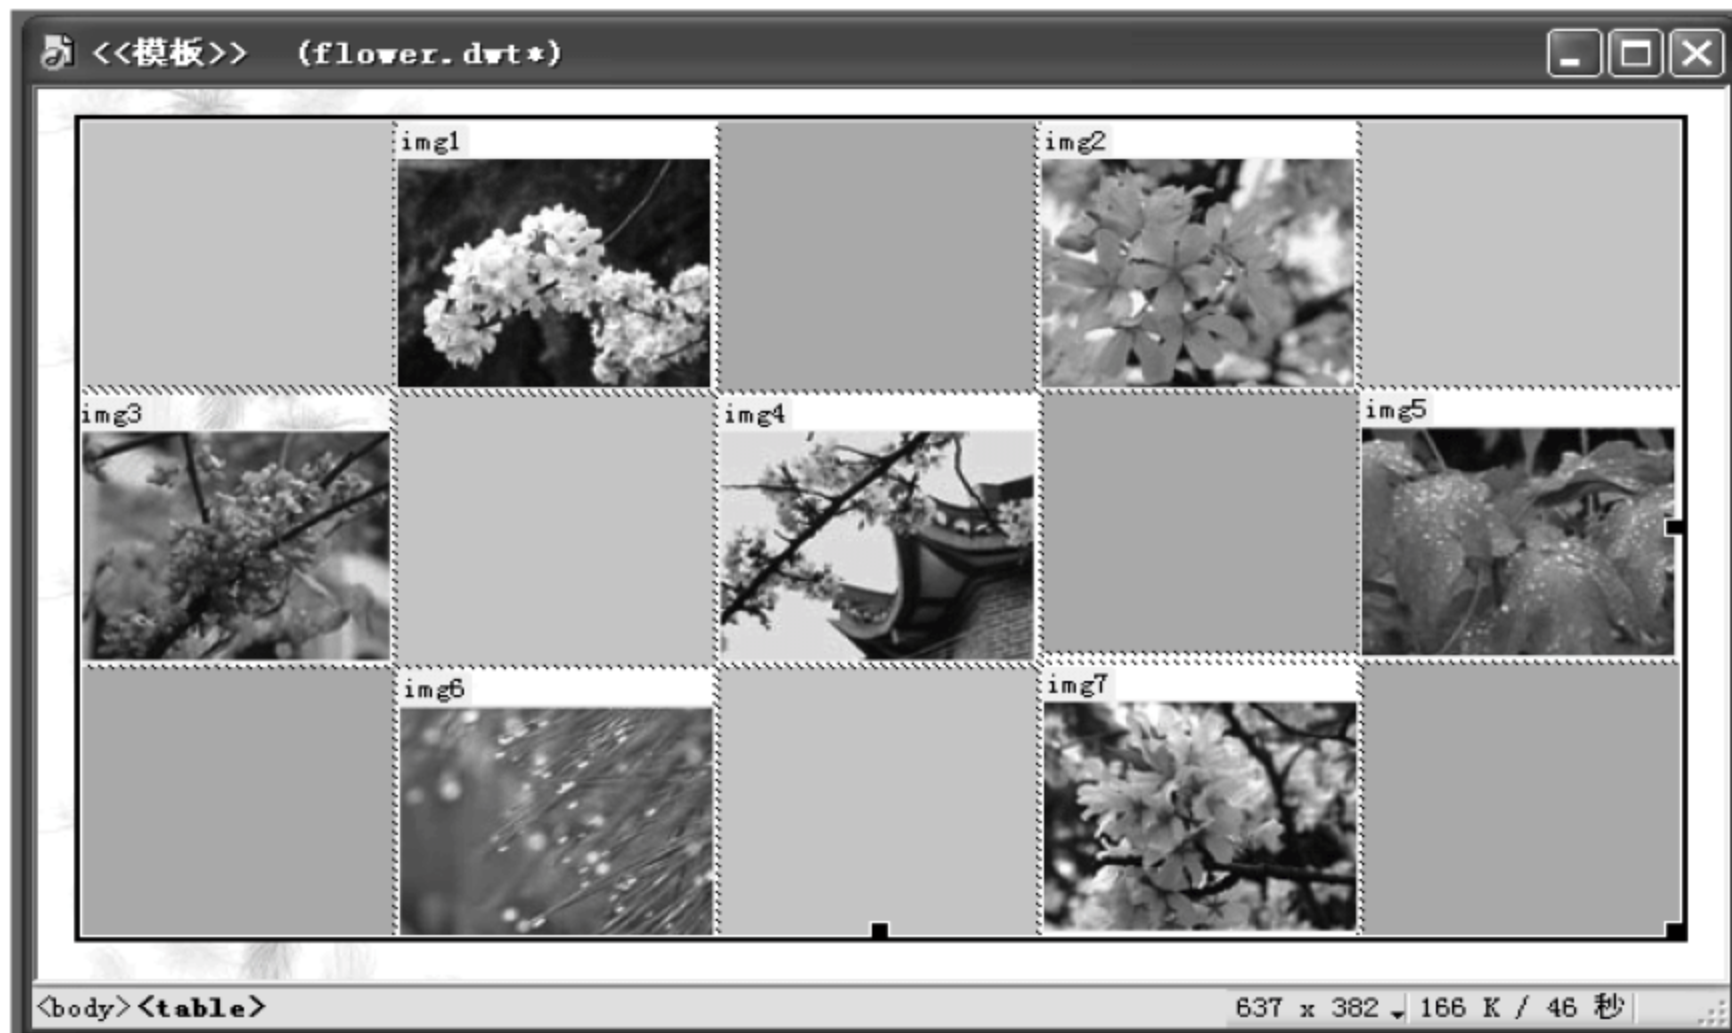 <<模板>> (flower.dwt*)
img1
img2
img3
img4
img5
img6
img7
<body><table>
637 x 382
166 K / 46 秒